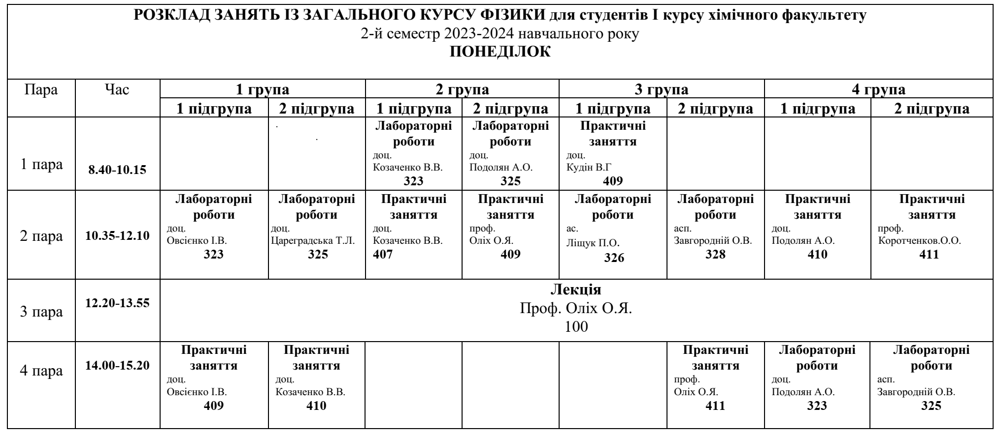 РОЗКЛАД ЗАНЯТЬ ІЗ ЗАГАЛЬНОГО КУРСУ ФІЗИКИ для студентів І курсу хімічного факультету
2-й семестр 2023-2024 навчального року
ПОНЕДІЛОК
Пара Час 1 група 2 група 3 група 4 група
1 підгрупа 2 підгрупа 1 підгрупа 2 підгрупа 1 підгрупа 2 підгрупа 1 підгрупа 2 підгрупа
1 пара
8.40-10.15
Лабораторні
роботи
доц.
Козаченко В.В.
323
Лабораторні
роботи
доц.
Подолян А.О.
325
Практичні
заняття
доц.
Кудін В.Г
409
2 пара
10.35-12.10
Лабораторні
роботи
доц.
Овсієнко І.В.
323
Лабораторні
роботи
доц.
Цареградська Т.Л.
325
Практичні
заняття
доц.
Козаченко В.В.
407
Практичні
заняття
проф.
Оліх О.Я.
409
Лабораторні
роботи
ас.
Ліщук П.О.
326
Лабораторні
роботи
асп.
Завгородній О.В.
328
Практичні
заняття
доц.
Подолян А.О.
410
Практичні
заняття
проф.
Коротченков.О.О.
411
3 пара
12.20-13.55
Лекція
Проф. Оліх О.Я.
100
4 пара
14.00-15.20
Практичні
заняття
доц.
Овсієнко І.В.
409
Практичні
заняття
доц.
Козаченко В.В.
410
Практичні
заняття
проф.
Оліх О.Я.
411
Лабораторні
роботи
доц.
Подолян А.О.
323
Лабораторні
роботи
асп.
Завгородній О.В.
325